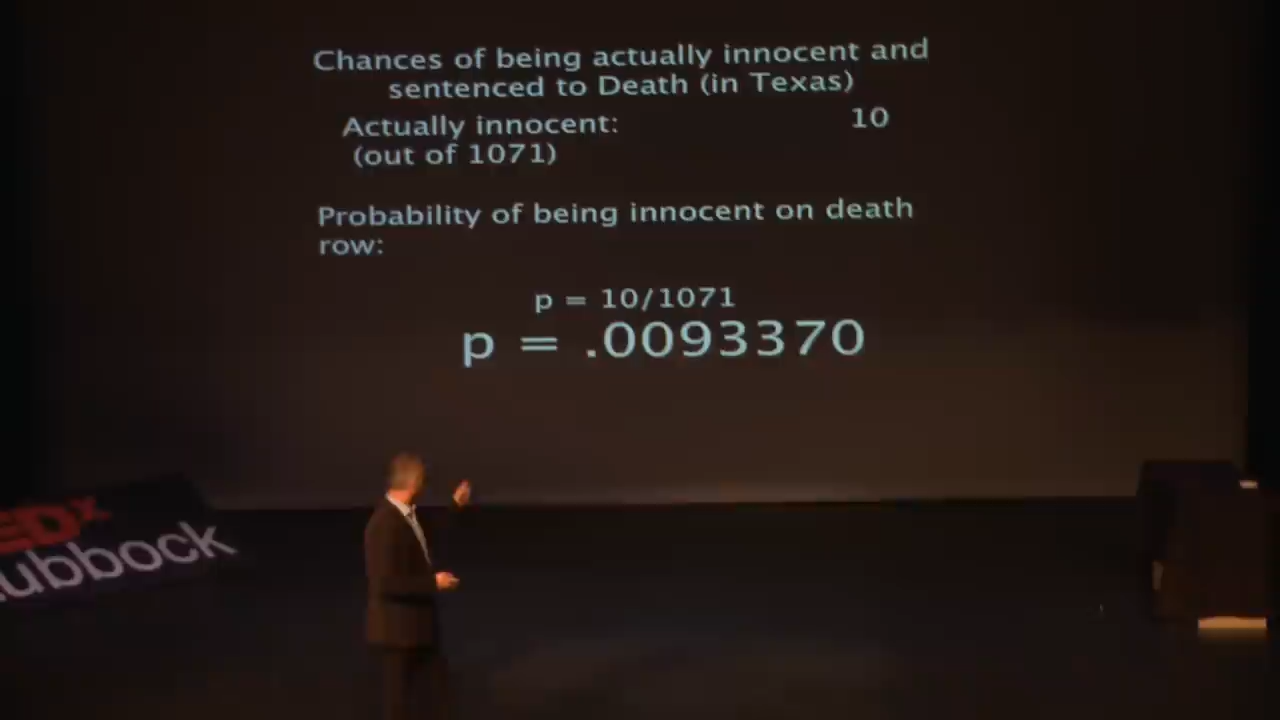 Chances of being actually innocent and
sentenced to Death (in Texas)
Actually innocent: 10
(out of 1071)
Probability of being innocent on death
row:
p = 10/1071
p = .0093370
EDx
ubbock